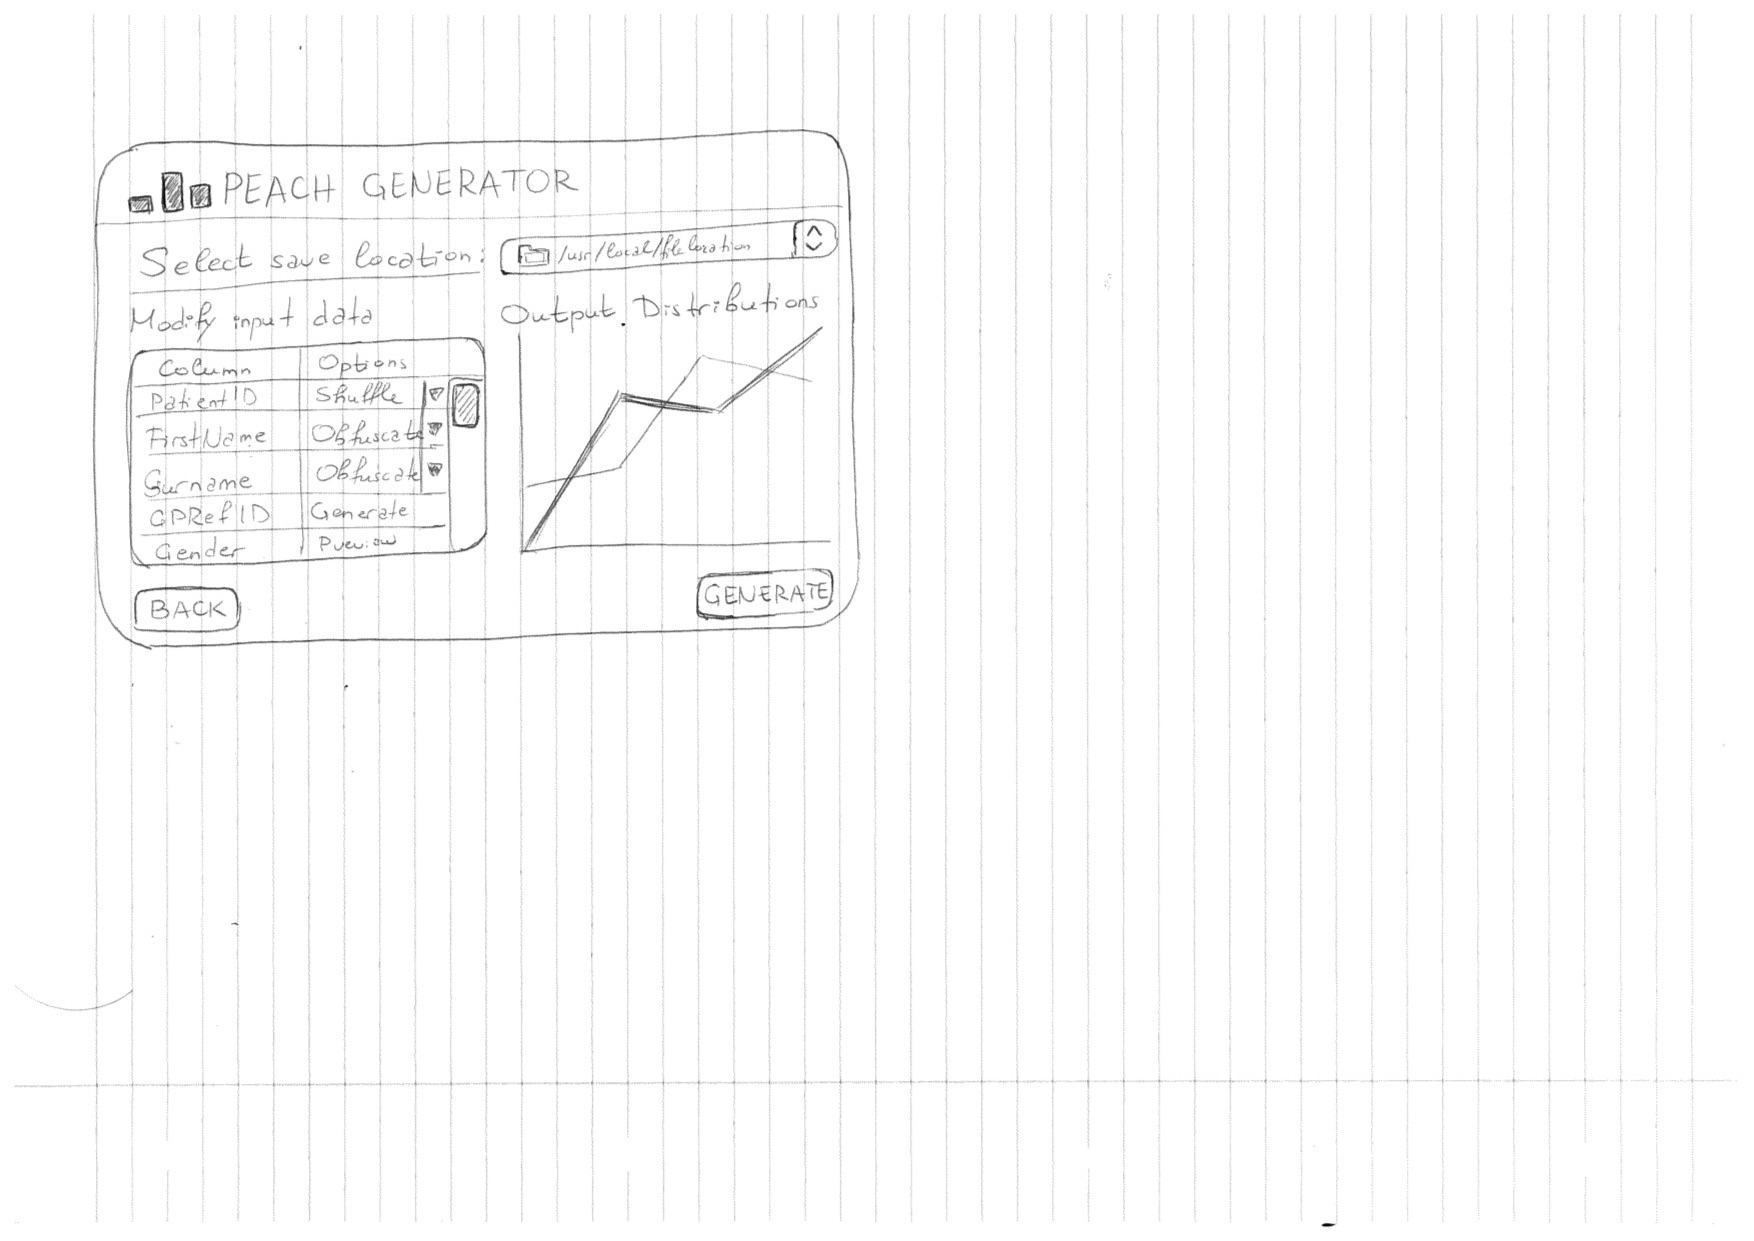 PEACH GENERATOR
Select save location: /usr/local/filelocation
Modify input data
Output Distributions
Column Options
PatientID Shuffle
FirstName Obfuscate
Surname Obfuscate
GPRefID Generate
Gender
BACK
GENERATE